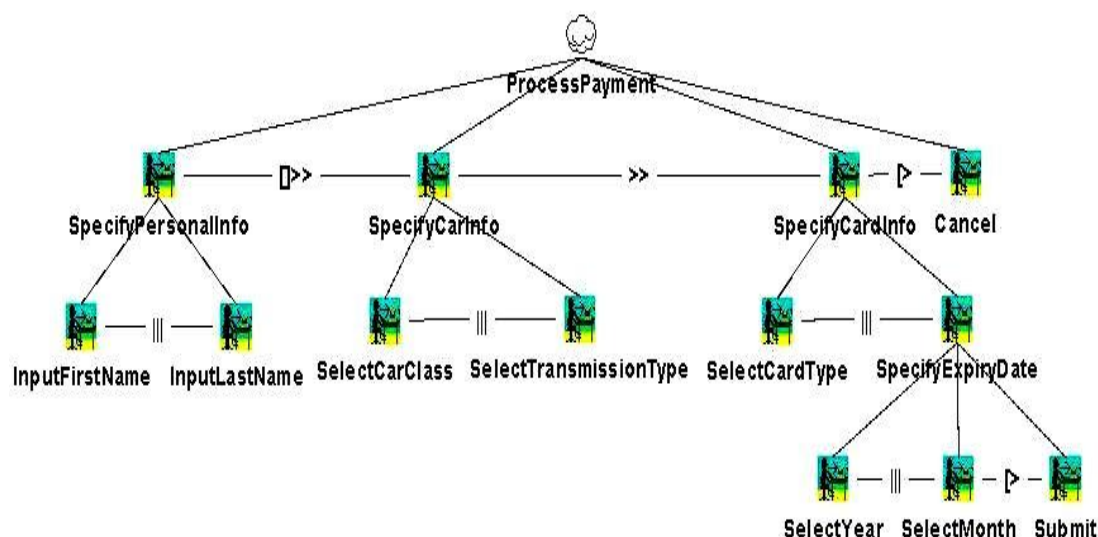 ProcessPayment
[]>>
>>
[>
SpecifyPersonalInfo
SpecifyCarInfo
SpecifyCardInfo
Cancel
|||
|||
|||
InputFirstName
InputLastName
SelectCarClass
SelectTransmissionType
SelectCardType
SpecifyExpiryDate
|||
[>
SelectYear
SelectMonth
Submit